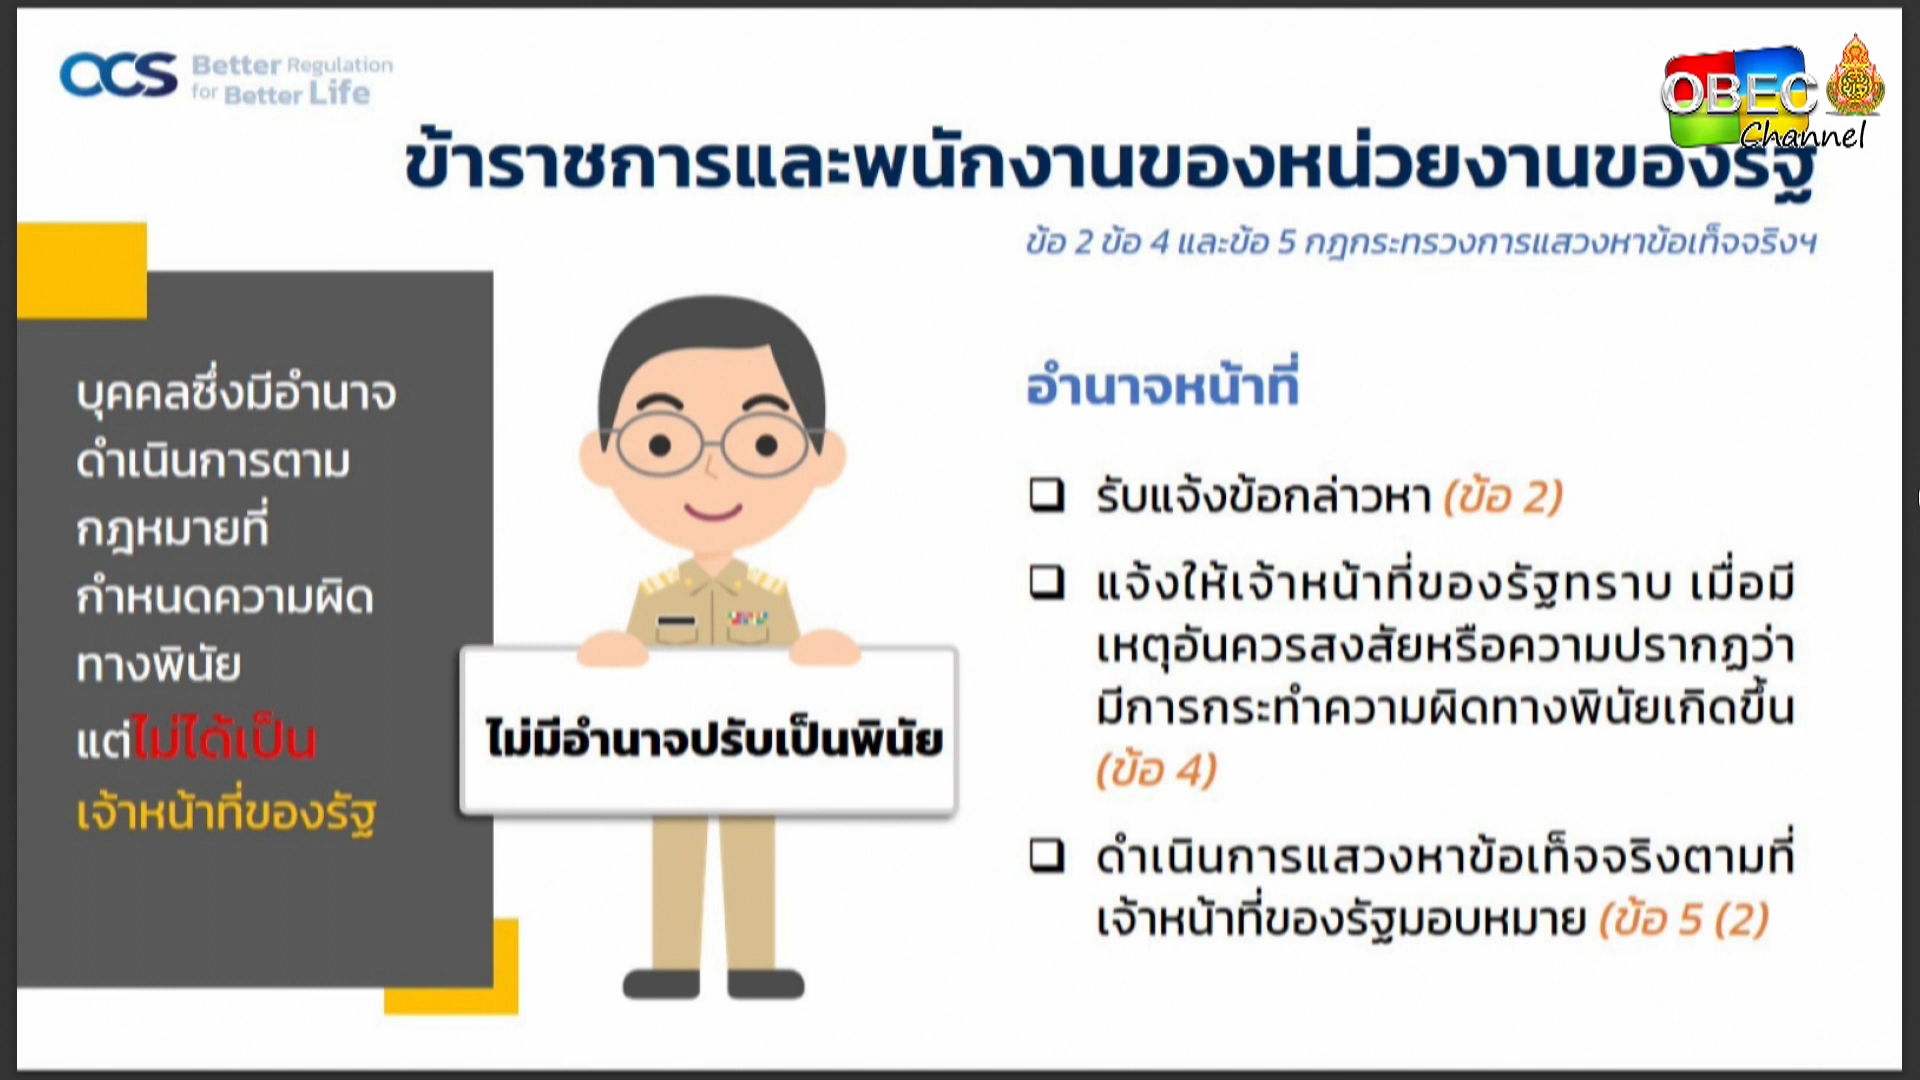 OCS Better Regulation
for Better Life
OBEC
Channel
ข้าราชการและพนักงานของหน่วยงานของรัฐ
ข้อ 2 ข้อ 4 และข้อ 5 กฎกระทรวงการแสวงหาข้อเท็จจริงฯ
บุคคลซึ่งมีอำนาจ
ดำเนินการตาม
กฎหมายที่
กำหนดความผิด
ทางพินัย
แต่ไม่ได้เป็น
เจ้าหน้าที่ของรัฐ
ไม่มีอำนาจปรับเป็นพินัย
อำนาจหน้าที่
❑ รับแจ้งข้อกล่าวหา (ข้อ 2)
❑ แจ้งให้เจ้าหน้าที่ของรัฐทราบ เมื่อมี
เหตุอันควรสงสัยหรือความปรากฏว่า
มีการกระทำความผิดทางพินัยเกิดขึ้น
(ข้อ 4)
❑ ดำเนินการแสวงหาข้อเท็จจริงตามที่
เจ้าหน้าที่ของรัฐมอบหมาย (ข้อ 5 (2)